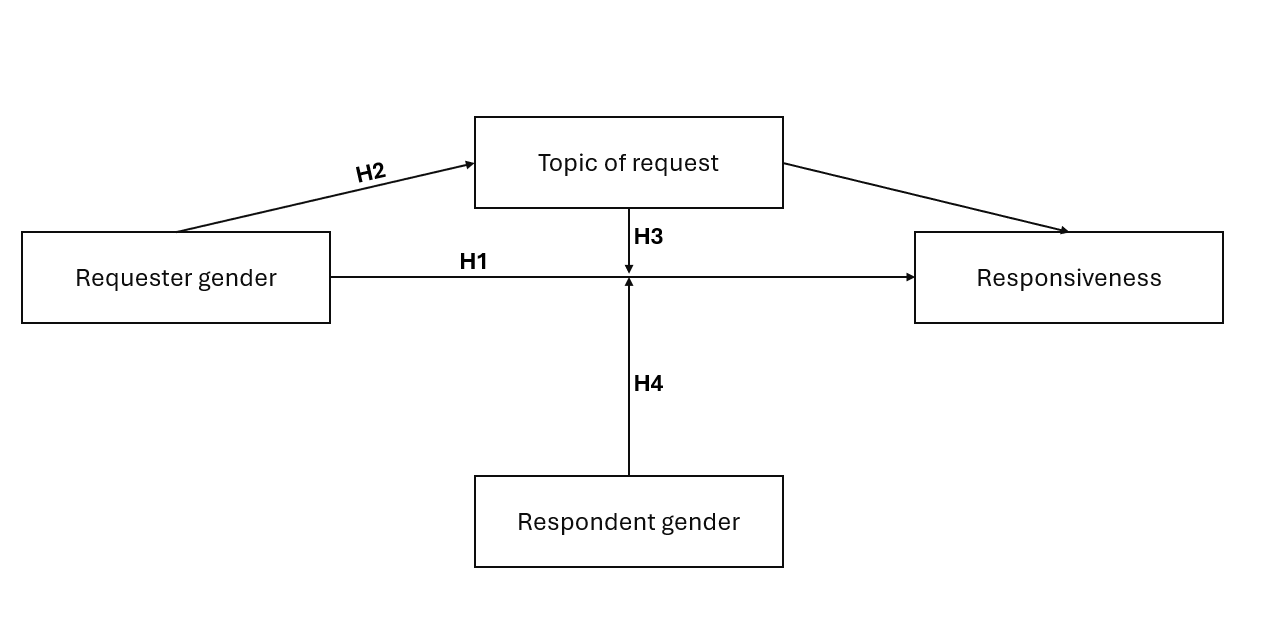 H2
Topic of request
H3
Requester gender
H1
Responsiveness
H4
Respondent gender